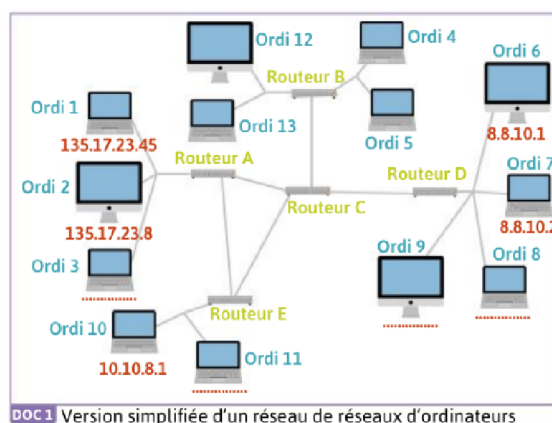 Ordi 12
Ordi 4
Ordi 6
Routeur B
Ordi 1
Ordi 13
Ordi 5
8.8.10.1
135.17.23.45
Routeur A
Ordi 7
Routeur D
Ordi 2
Routeur C
8.8.10.2
135.17.23.8
Ordi 9
Ordi 8
Ordi 3
Routeur E
Ordi 10
Ordi 11
10.10.8.1
DOC 1 Version simplifiée d'un réseau de réseaux d'ordinateurs